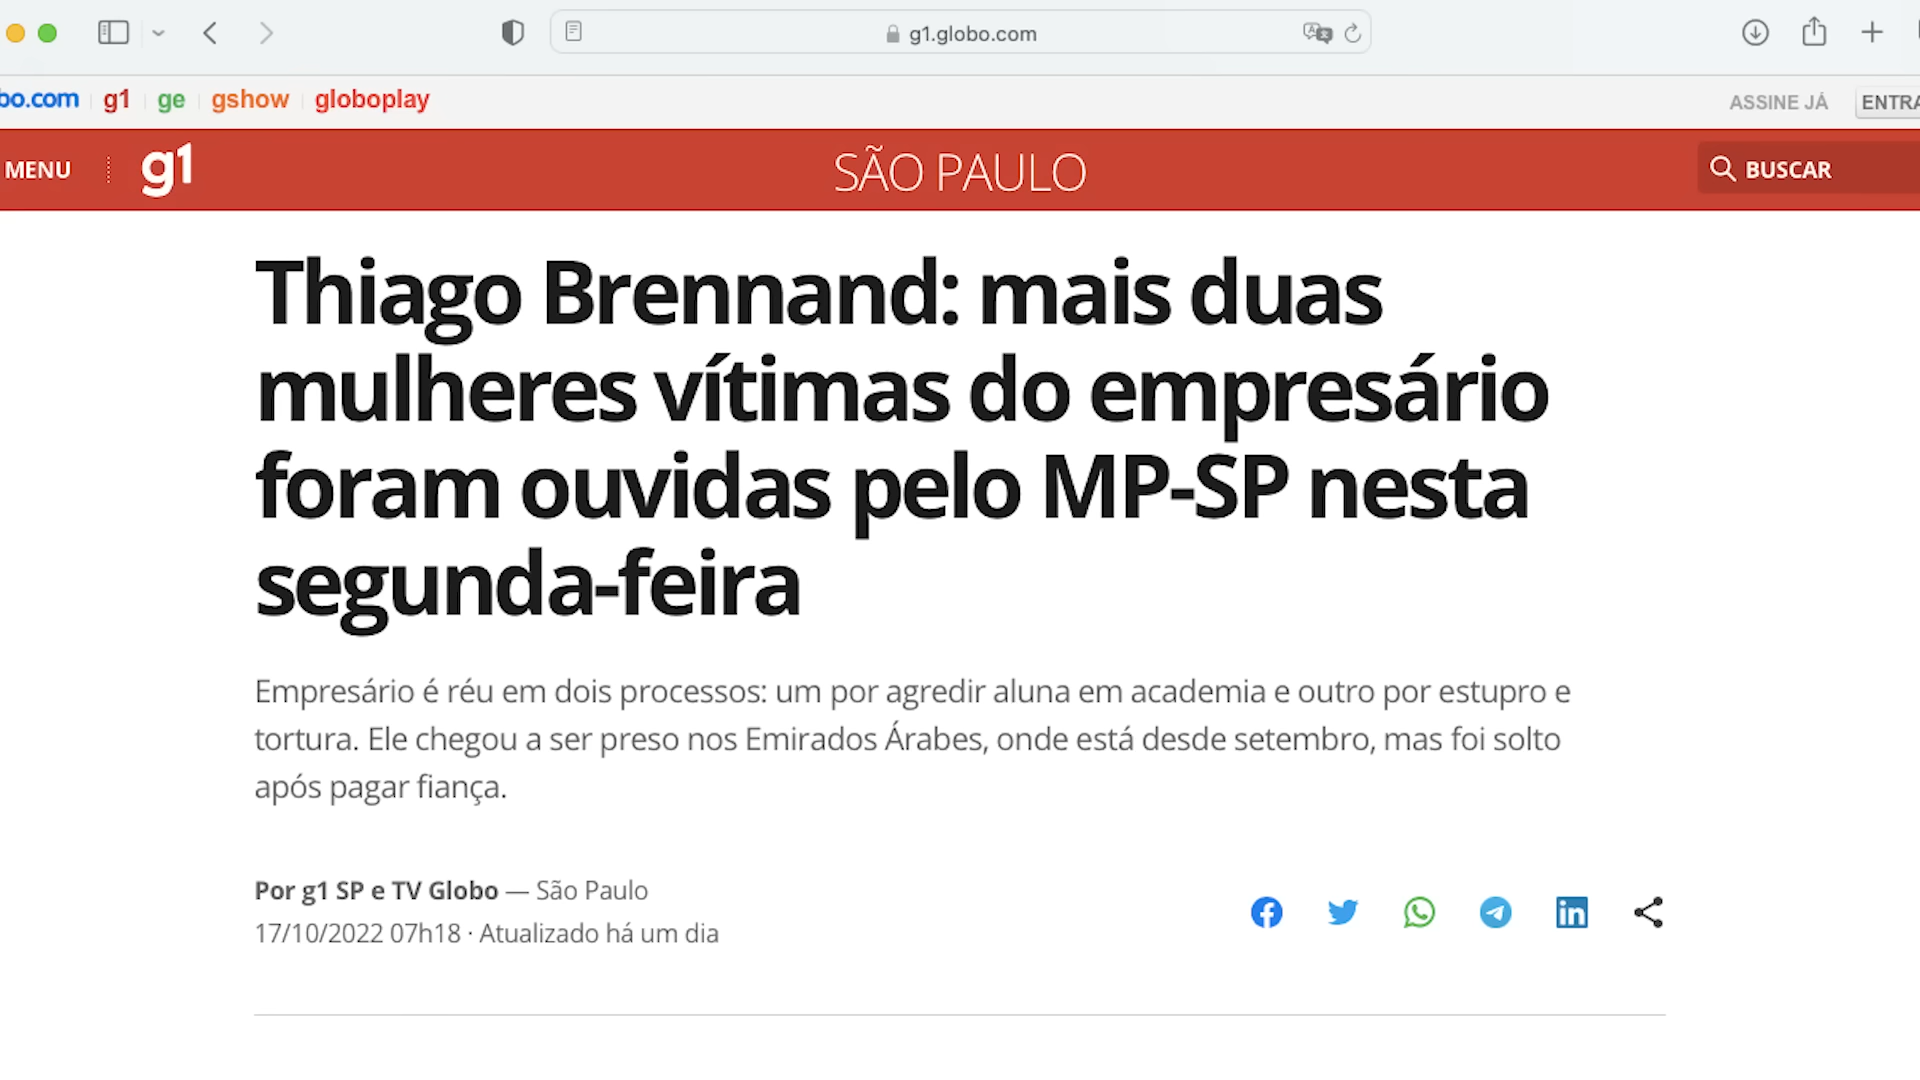 g1.globo.com
bo.com g1 ge gshow globoplay ASSINE JÁ ENTRA
MENU g1 SÃO PAULO BUSCAR
Thiago Brennand: mais duas
mulheres vítimas do empresário
foram ouvidas pelo MP-SP nesta
segunda-feira
Empresário é réu em dois processos: um por agredir aluna em academia e outro por estupro e
tortura. Ele chegou a ser preso nos Emirados Árabes, onde está desde setembro, mas foi solto
após pagar fiança.
Por g1 SP e TV Globo — São Paulo
17/10/2022 07h18 · Atualizado há um dia